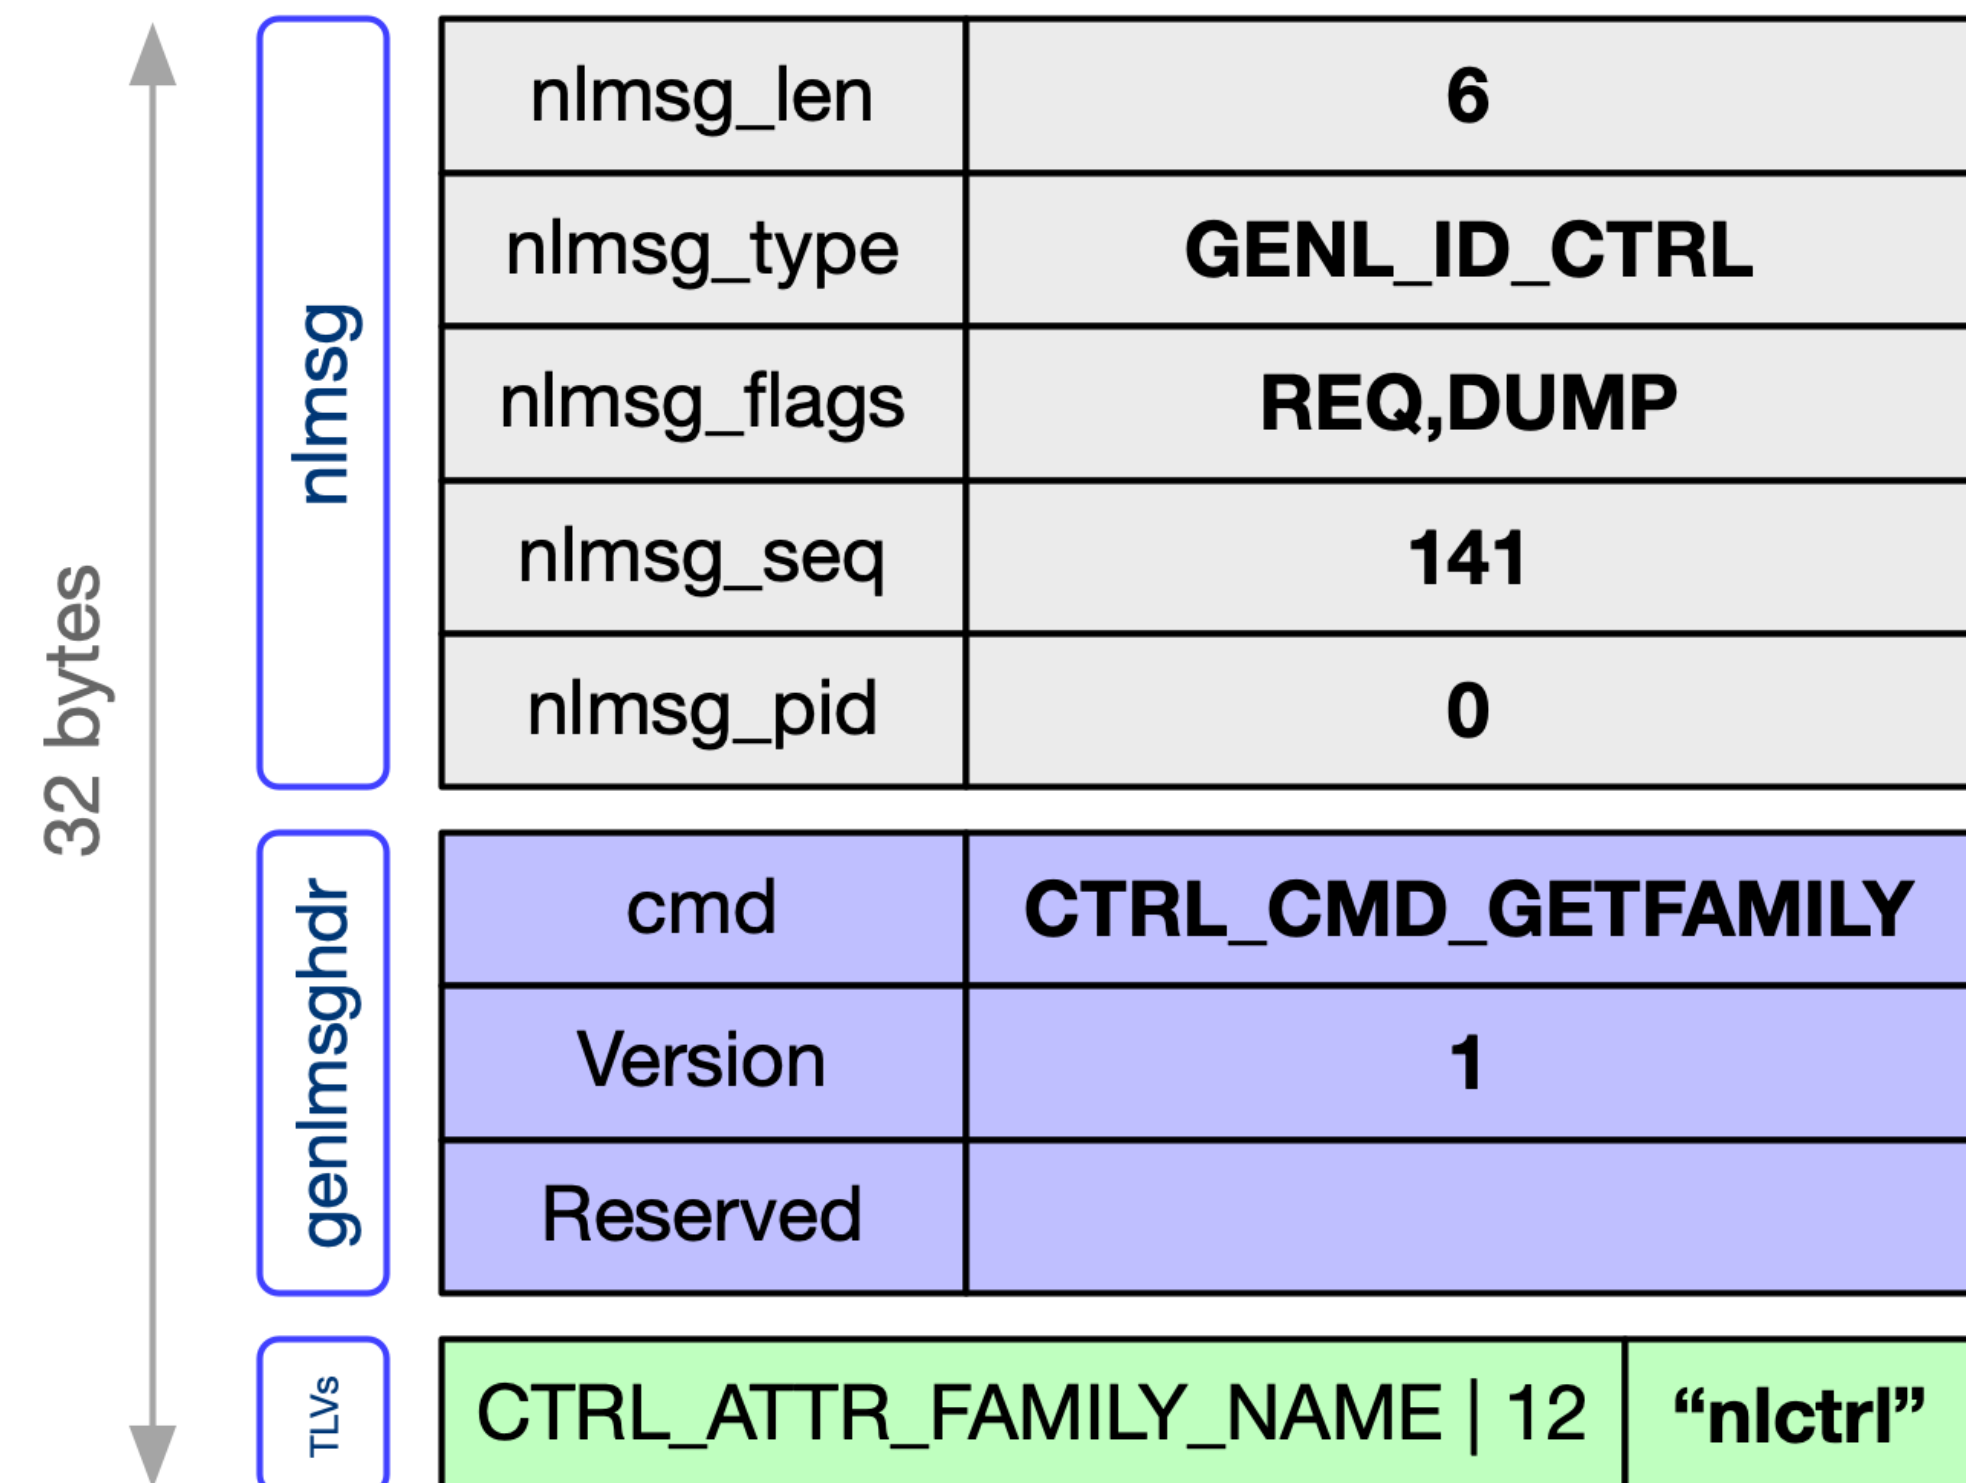 32 bytes
nlmsg
nlmsg_len 6
nlmsg_type GENL_ID_CTRL
nlmsg_flags REQ,DUMP
nlmsg_seq 141
nlmsg_pid 0
genlmsghdr
cmd CTRL_CMD_GETFAMILY
Version 1
Reserved
TLVs
CTRL_ATTR_FAMILY_NAME | 12 “nlctrl”